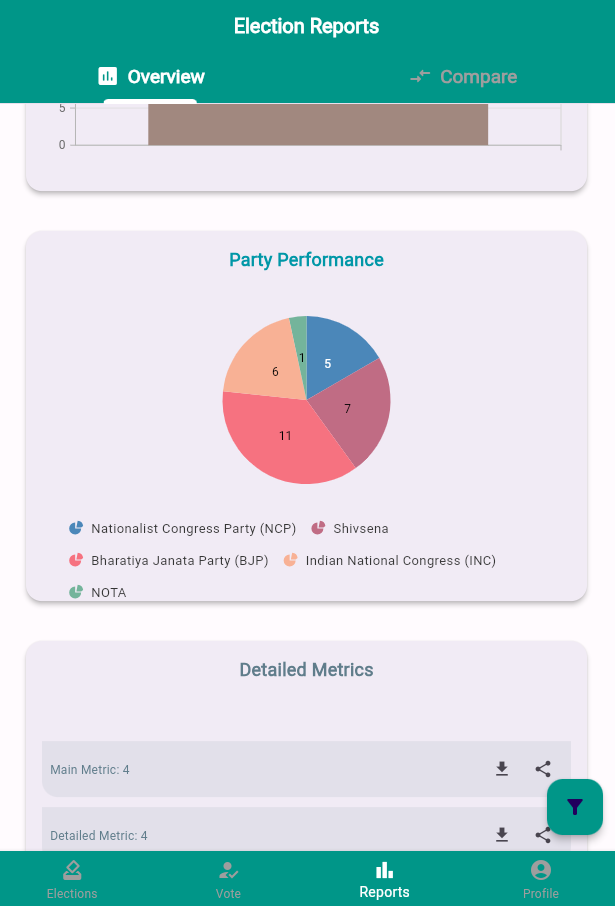 Election Reports
Overview
Compare
5
0
Party Performance
1
5
6
7
11
Nationalist Congress Party (NCP)
Shivsena
Bharatiya Janata Party (BJP)
Indian National Congress (INC)
NOTA
Detailed Metrics
Main Metric: 4
Detailed Metric: 4
Elections
Vote
Reports
Profile